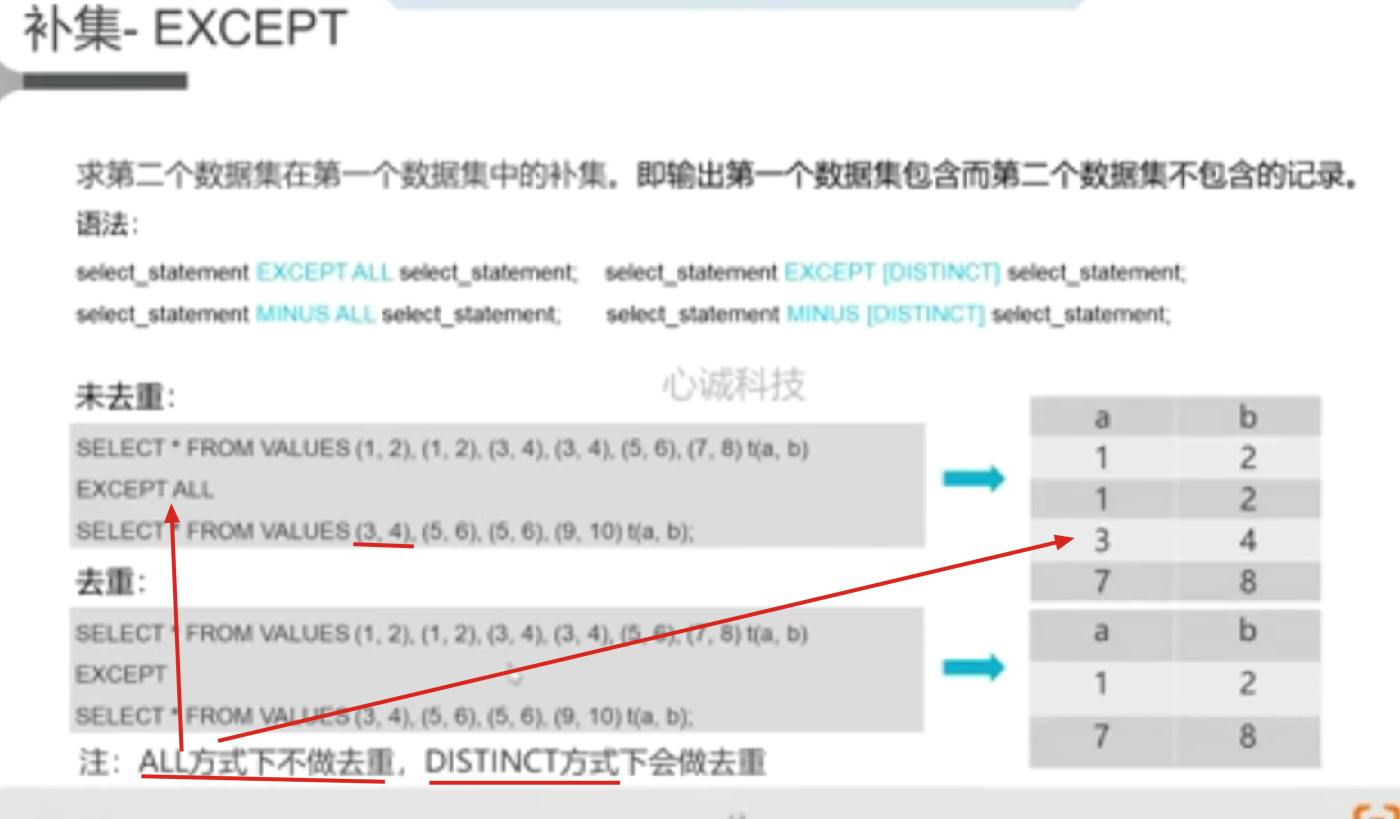 补集- EXCEPT
求第二个数据集在第一个数据集中的补集。即输出第一个数据集包含而第二个数据集不包含的记录。
语法：
select_statement EXCEPT ALL select_statement; select_statement EXCEPT [DISTINCT] select_statement;
select_statement MINUS ALL select_statement; select_statement MINUS [DISTINCT] select_statement;
心诚科技
未去重：
SELECT * FROM VALUES (1, 2), (1, 2), (3, 4), (3, 4), (5, 6), (7, 8) t(a, b)
EXCEPT ALL
SELECT * FROM VALUES (3, 4), (5, 6), (5, 6), (9, 10) t(a, b);
a b
1 2
1 2
3 4
7 8
去重：
SELECT * FROM VALUES (1, 2), (1, 2), (3, 4), (3, 4), (5, 6), (7, 8) t(a, b)
EXCEPT
SELECT * FROM VALUES (3, 4), (5, 6), (5, 6), (9, 10) t(a, b);
a b
1 2
7 8
注：ALL方式下不做去重，DISTINCT方式下会做去重